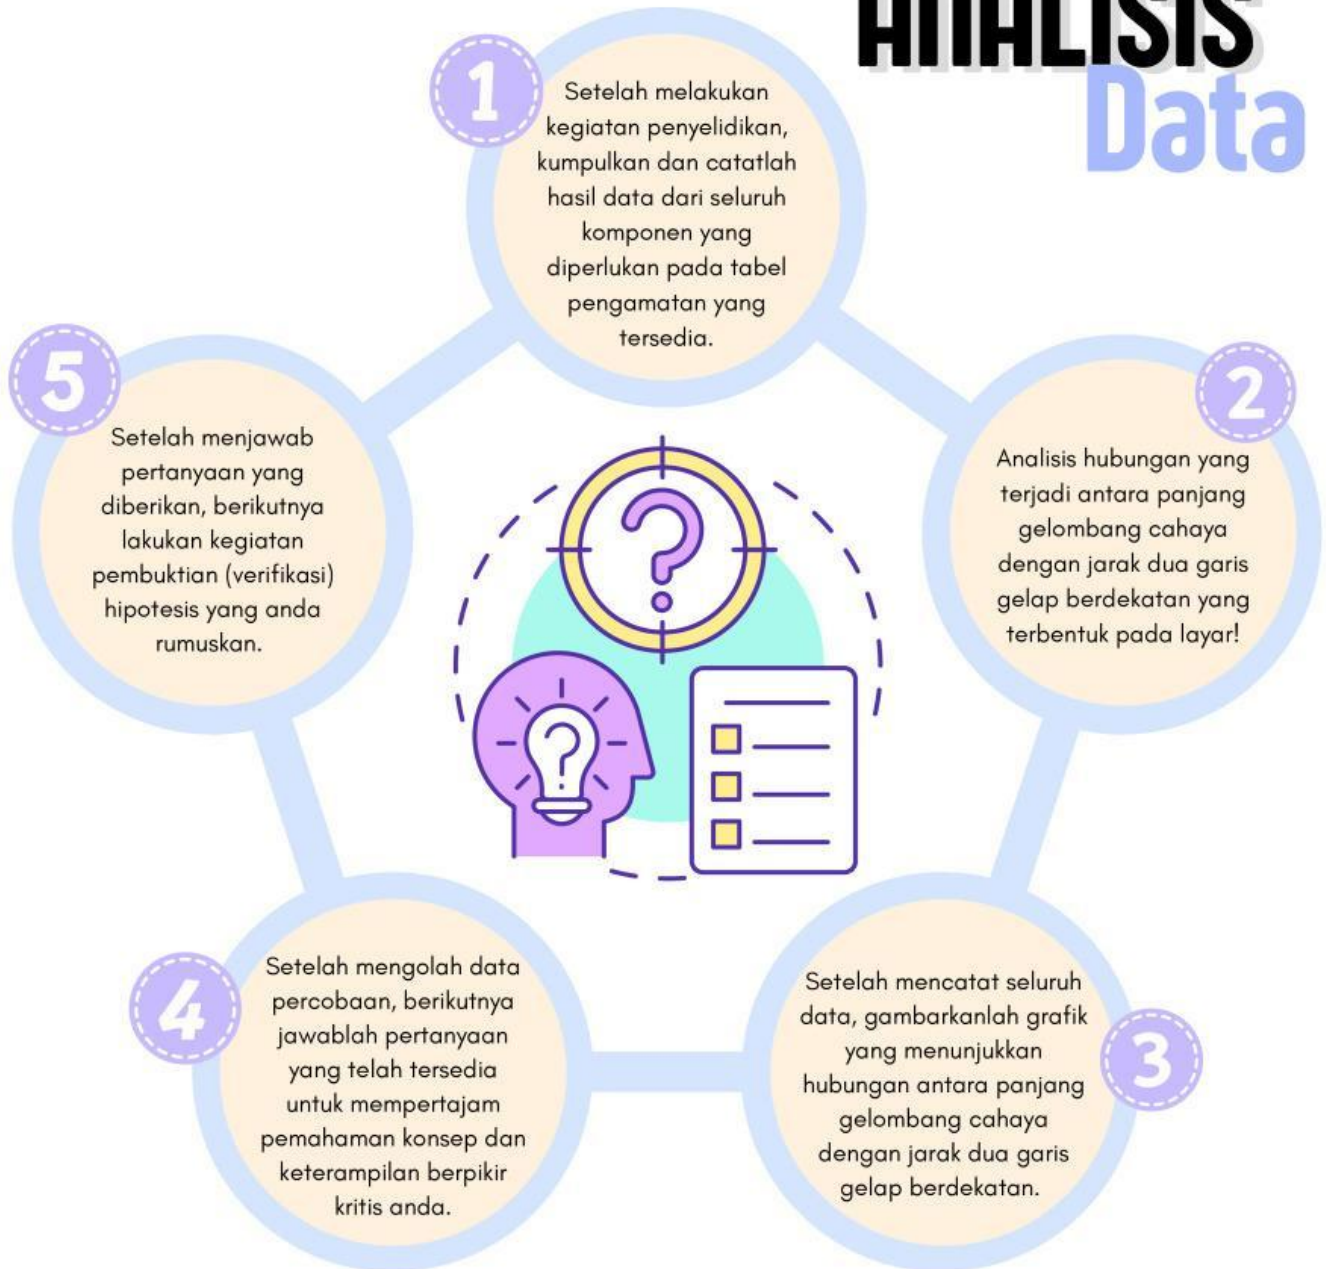 ANALISIS
Data
1
Setelah melakukan
kegiatan penyelidikan,
kumpulkan dan catatlah
hasil data dari seluruh
komponen yang
diperlukan pada tabel
pengamatan yang
tersedia.
2
Analisis hubungan yang
terjadi antara panjang
gelombang cahaya
dengan jarak dua garis
gelap berdekatan yang
terbentuk pada layar!
3
Setelah mencatat seluruh
data, gambarkanlah grafik
yang menunjukkan
hubungan antara panjang
gelombang cahaya
dengan jarak dua garis
gelap berdekatan.
4
Setelah mengolah data
percobaan, berikutnya
jawablah pertanyaan
yang telah tersedia
untuk mempertajam
pemahaman konsep dan
keterampilan berpikir
kritis anda.
5
Setelah menjawab
pertanyaan yang
diberikan, berikutnya
lakukan kegiatan
pembuktian (verifikasi)
hipotesis yang anda
rumuskan.
?
?